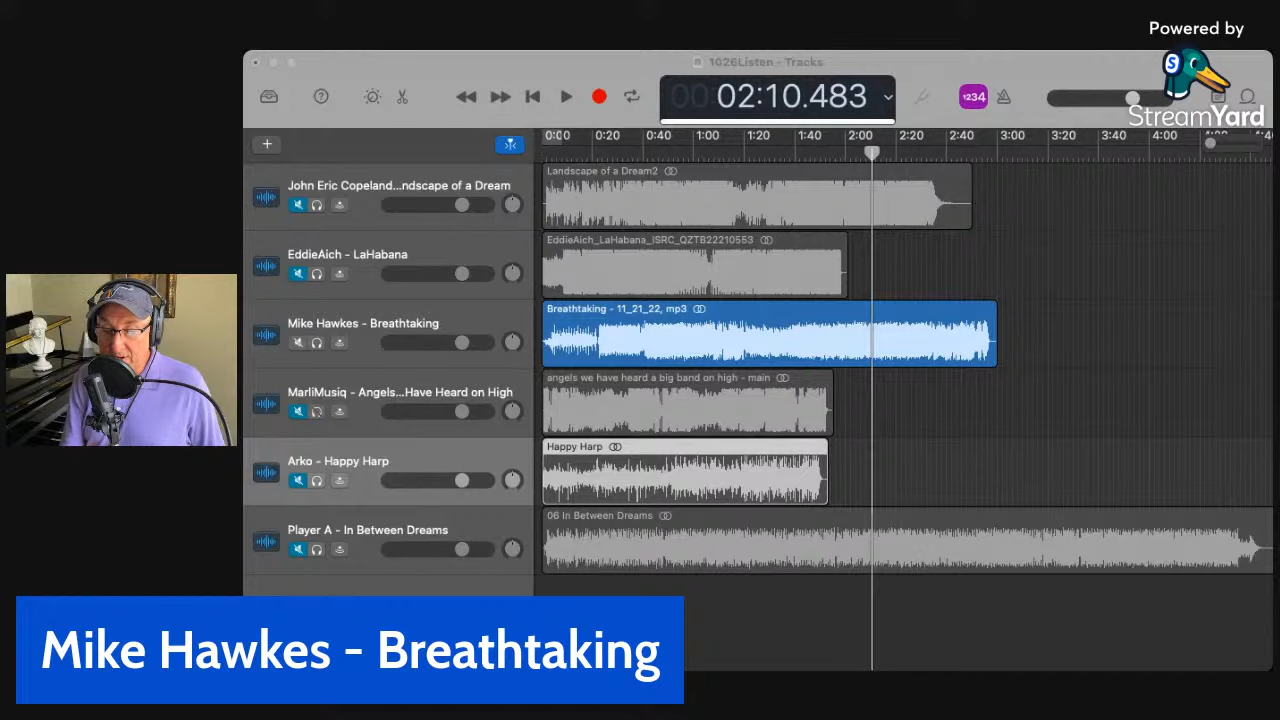 Powered by
StreamYard
S
1026Listen - Tracks
00 02:10.483
1234
0:00 0:20 0:40 1:00 1:20 1:40 2:00 2:20 2:40 3:00 3:20 3:40 4:00
John Eric Copeland...ndscape of a Dream
Landscape of a Dream2
EddieAich - LaHabana
EddieAich_LaHabana_ISRC_QZTB22210553
Mike Hawkes - Breathtaking
Breathtaking - 11_21_22, mp3
MarliMusiq - Angels...Have Heard on High
angels we have heard a big band on high - main
Arko - Happy Harp
Happy Harp
Player A - In Between Dreams
06 In Between Dreams
Mike Hawkes - Breathtaking